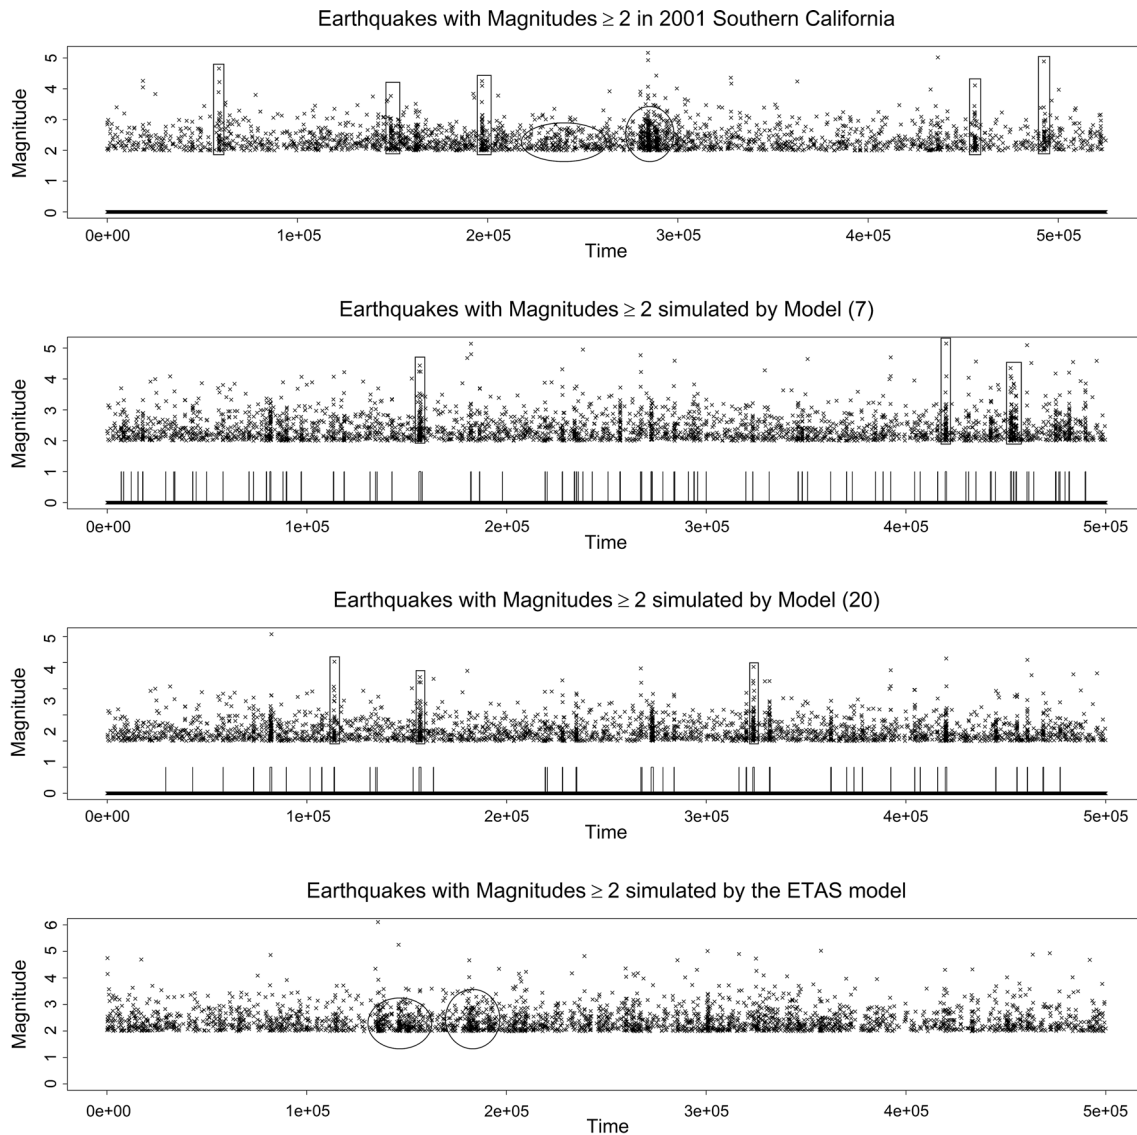 Earthquakes with Magnitudes ≥ 2 in 2001 Southern California
5
4
3
2
1
0
Magnitude
0e+00 1e+05 2e+05 3e+05 4e+05 5e+05
Time
Earthquakes with Magnitudes ≥ 2 simulated by Model (7)
5
4
3
2
1
0
Magnitude
0e+00 1e+05 2e+05 3e+05 4e+05 5e+05
Time
Earthquakes with Magnitudes ≥ 2 simulated by Model (20)
5
4
3
2
1
0
Magnitude
0e+00 1e+05 2e+05 3e+05 4e+05 5e+05
Time
Earthquakes with Magnitudes ≥ 2 simulated by the ETAS model
6
5
4
3
2
1
0
Magnitude
0e+00 1e+05 2e+05 3e+05 4e+05 5e+05
Time